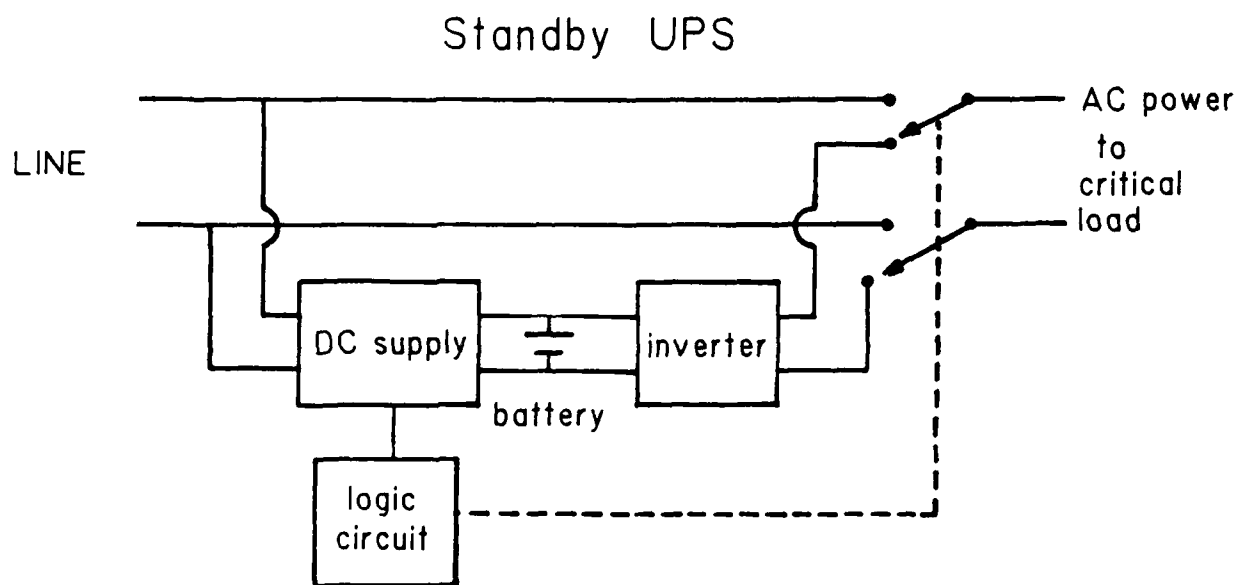 Standby UPS
LINE
AC power
to
critical
load
DC supply
inverter
battery
logic
circuit